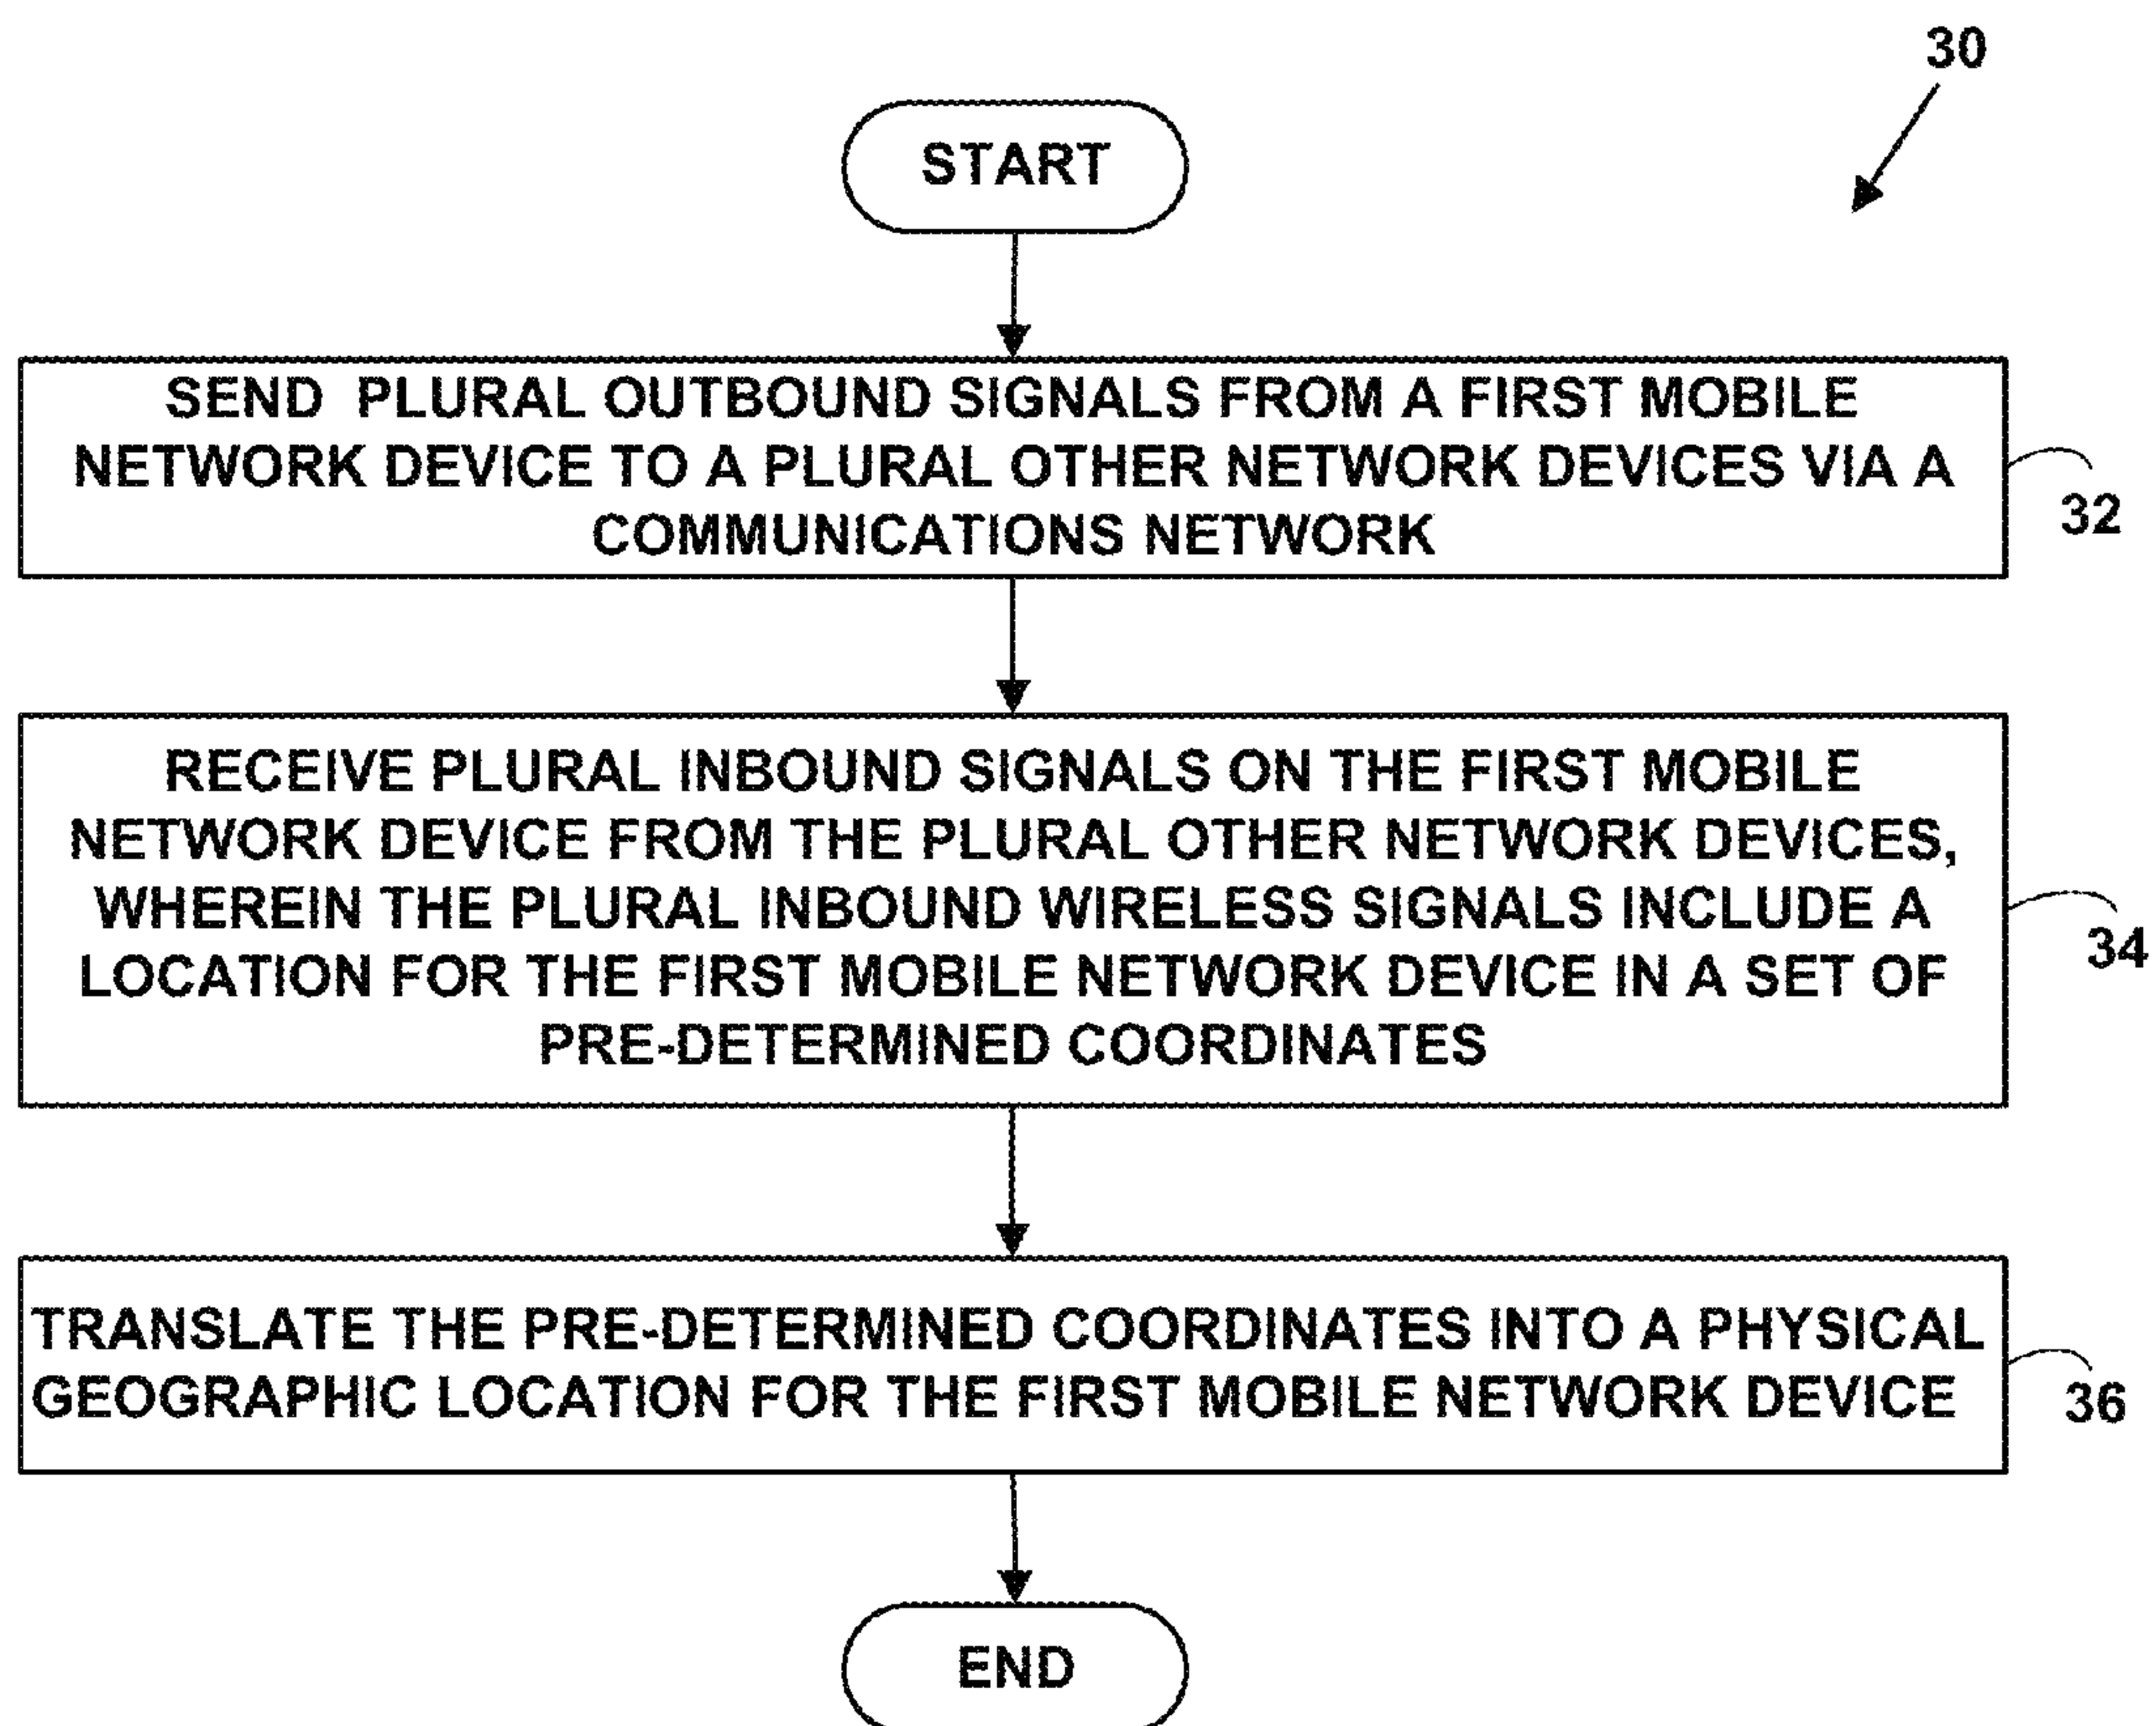 30
START
SEND PLURAL OUTBOUND SIGNALS FROM A FIRST MOBILE
NETWORK DEVICE TO A PLURAL OTHER NETWORK DEVICES VIA A
COMMUNICATIONS NETWORK
32
RECEIVE PLURAL INBOUND SIGNALS ON THE FIRST MOBILE
NETWORK DEVICE FROM THE PLURAL OTHER NETWORK DEVICES,
WHEREIN THE PLURAL INBOUND WIRELESS SIGNALS INCLUDE A
LOCATION FOR THE FIRST MOBILE NETWORK DEVICE IN A SET OF
PRE-DETERMINED COORDINATES
34
TRANSLATE THE PRE-DETERMINED COORDINATES INTO A PHYSICAL
GEOGRAPHIC LOCATION FOR THE FIRST MOBILE NETWORK DEVICE
36
END